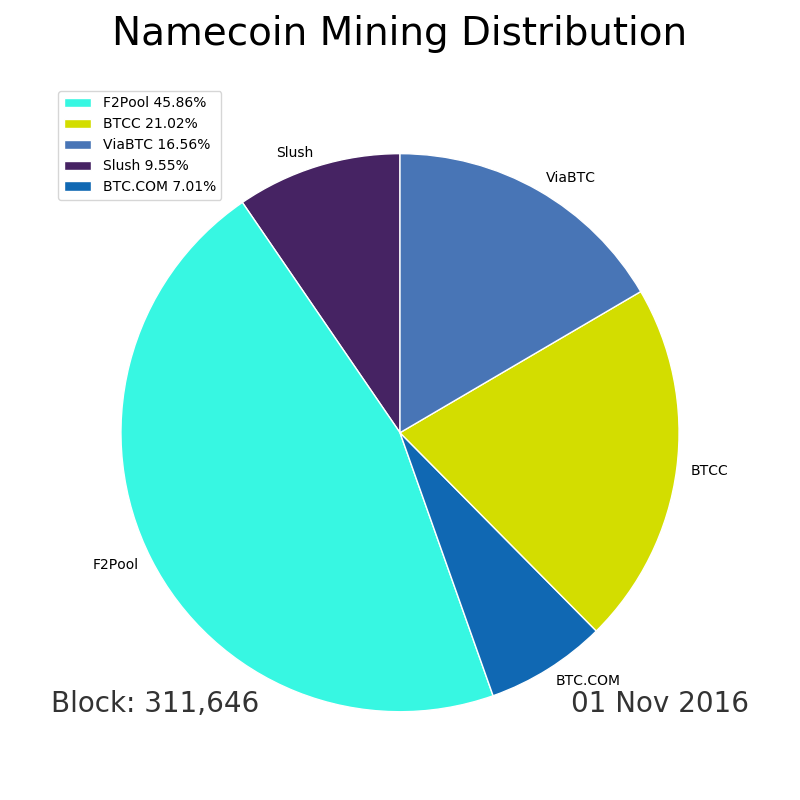 Namecoin Mining Distribution
F2Pool 45.86%
BTCC 21.02%
ViaBTC 16.56%
Slush 9.55%
BTC.COM 7.01%
Slush
ViaBTC
BTCC
F2Pool
BTC.COM
Block: 311,646
01 Nov 2016